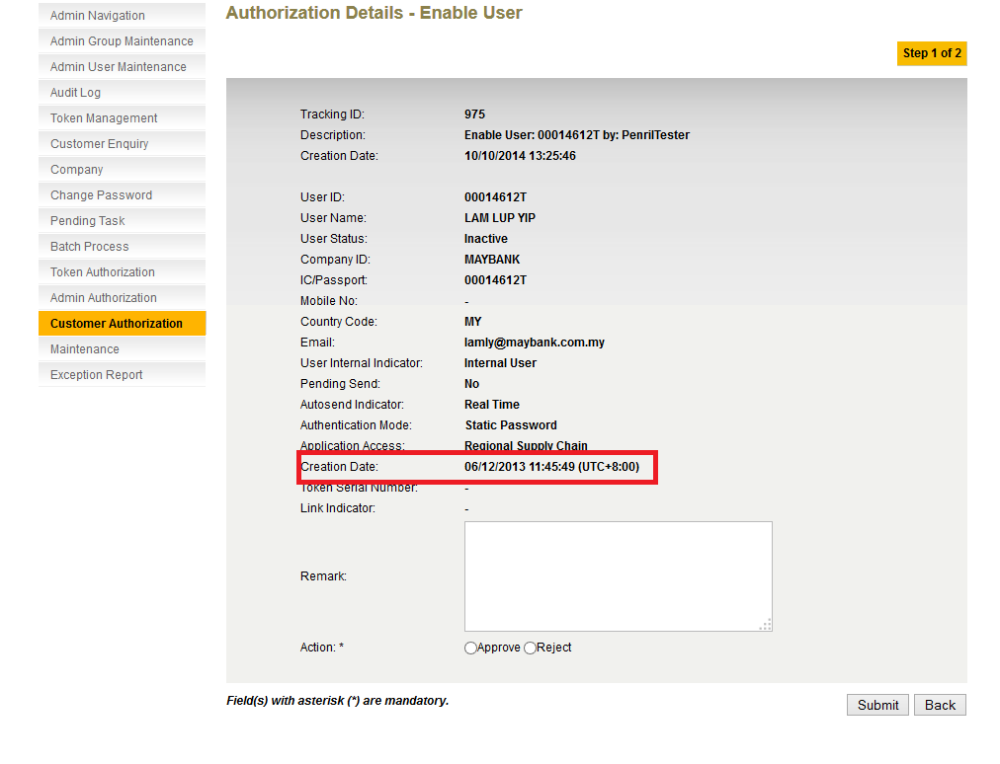 Admin Navigation
Admin Group Maintenance
Admin User Maintenance
Audit Log
Token Management
Customer Enquiry
Company
Change Password
Pending Task
Batch Process
Token Authorization
Admin Authorization
Customer Authorization
Maintenance
Exception Report
Authorization Details - Enable User
Step 1 of 2
Tracking ID: 975
Description: Enable User: 00014612T by: PenrilTester
Creation Date: 10/10/2014 13:25:46
User ID: 00014612T
User Name: LAM LUP YIP
User Status: Inactive
Company ID: MAYBANK
IC/Passport: 00014612T
Mobile No: -
Country Code: MY
Email: lamly@maybank.com.my
User Internal Indicator: Internal User
Pending Send: No
Autosend Indicator: Real Time
Authentication Mode: Static Password
Application Access: Regional Supply Chain
Creation Date: 06/12/2013 11:45:49 (UTC+8:00)
Token Serial Number: -
Link Indicator: -
Remark:
Action: * Approve Reject
Field(s) with asterisk (*) are mandatory.
Submit Back